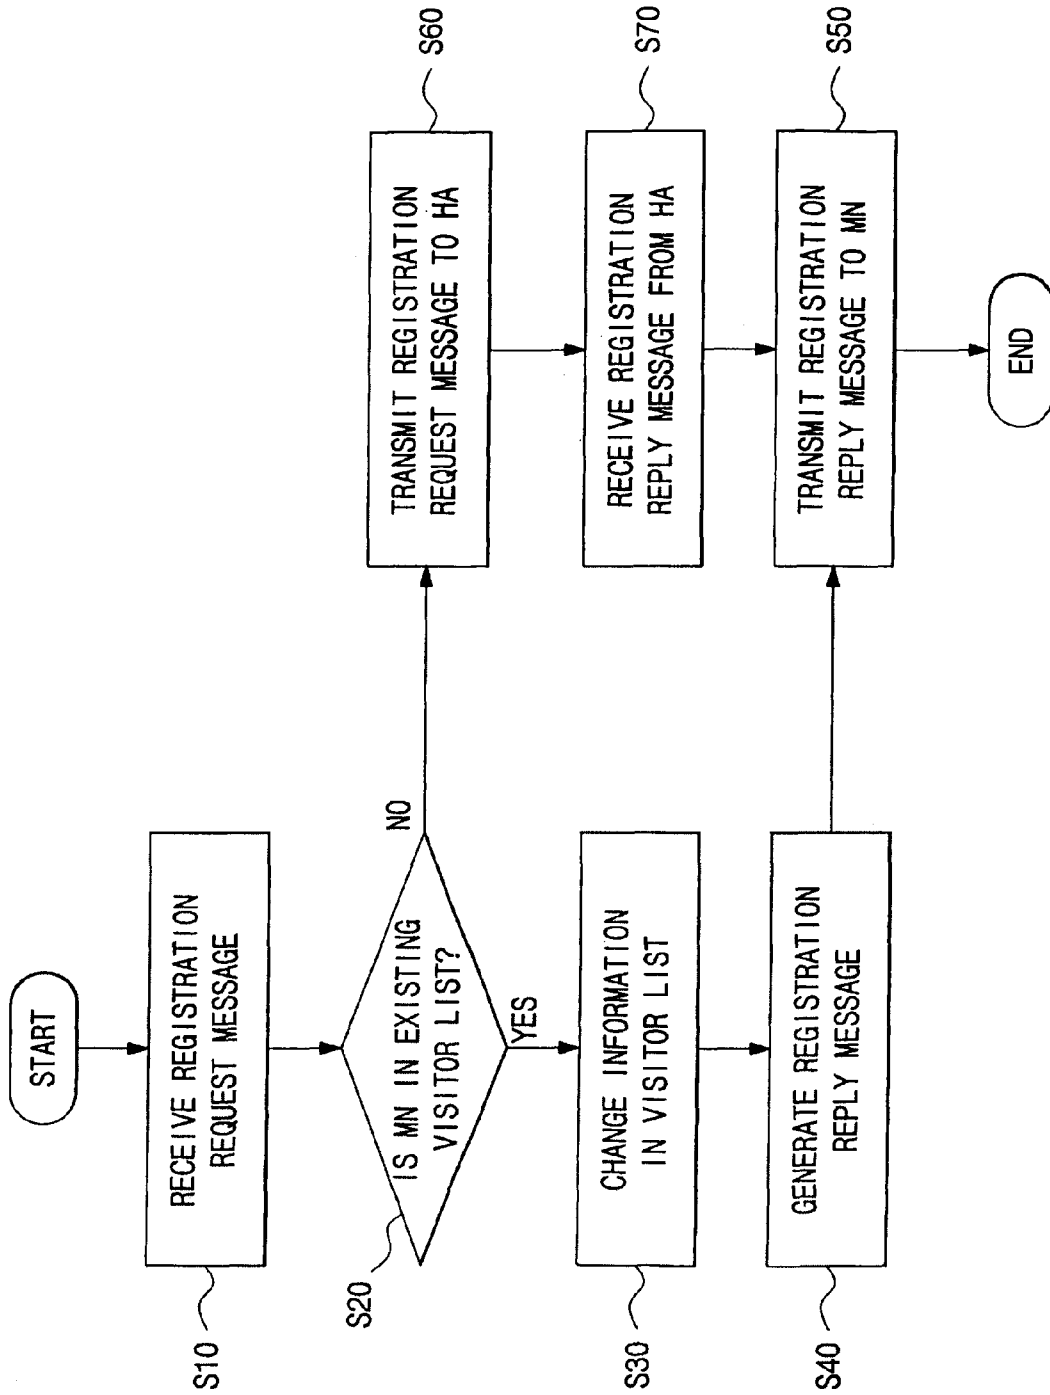 START
RECEIVE REGISTRATION
REQUEST MESSAGE
S10
IS MN IN EXISTING
VISITOR LIST?
S20
NO
YES
CHANGE INFORMATION
IN VISITOR LIST
S30
GENERATE REGISTRATION
REPLY MESSAGE
S40
TRANSMIT REGISTRATION
REQUEST MESSAGE TO HA
S60
RECEIVE REGISTRATION
REPLY MESSAGE FROM HA
S70
TRANSMIT REGISTRATION
REPLY MESSAGE TO MN
S50
END